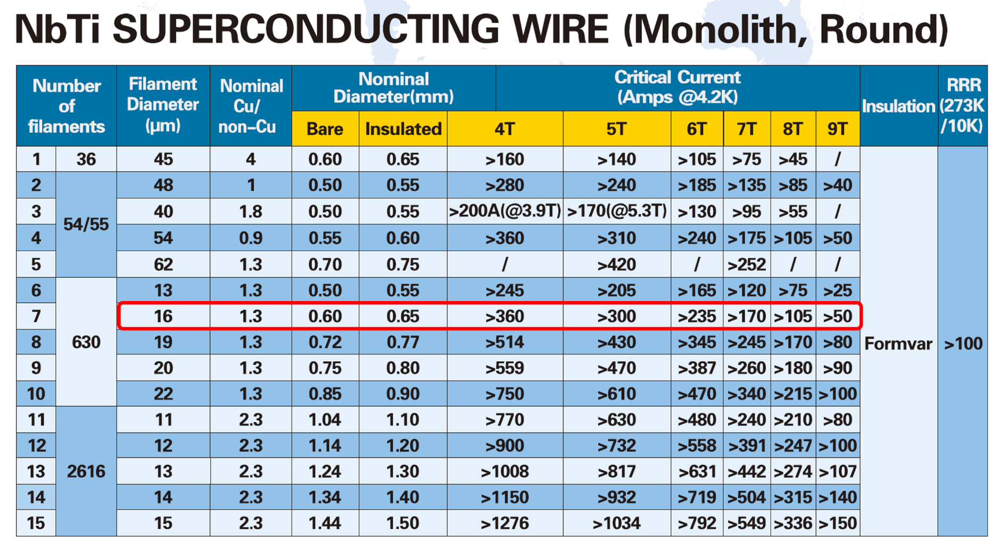 NbTi SUPERCONDUCTING WIRE (Monolith, Round)
Number of filaments Filament Diameter (μm) Nominal Cu/ non-Cu Nominal Diameter(mm) Critical Current (Amps @4.2K) Insulation RRR (273K /10K)
Bare Insulated 4T 5T 6T 7T 8T 9T
1 36 45 4 0.60 0.65 >160 >140 >105 >75 >45 /
2 48 1 0.50 0.55 >280 >240 >185 >135 >85 >40
3 40 1.8 0.50 0.55 >200A(@3.9T) >170(@5.3T) >130 >95 >55 /
54/55
4 54 0.9 0.55 0.60 >360 >310 >240 >175 >105 >50
5 62 1.3 0.70 0.75 / >420 / >252 / /
6 13 1.3 0.50 0.55 >245 >205 >165 >120 >75 >25
7 16 1.3 0.60 0.65 >360 >300 >235 >170 >105 >50
8 630 19 1.3 0.72 0.77 >514 >430 >345 >245 >170 >80 Formvar >100
9 20 1.3 0.75 0.80 >559 >470 >387 >260 >180 >90
10 22 1.3 0.85 0.90 >750 >610 >470 >340 >215 >100
11 11 2.3 1.04 1.10 >770 >630 >480 >240 >210 >80
12 12 2.3 1.14 1.20 >900 >732 >558 >391 >247 >100
13 2616 13 2.3 1.24 1.30 >1008 >817 >631 >442 >274 >107
14 14 2.3 1.34 1.40 >1150 >932 >719 >504 >315 >140
15 15 2.3 1.44 1.50 >1276 >1034 >792 >549 >336 >150